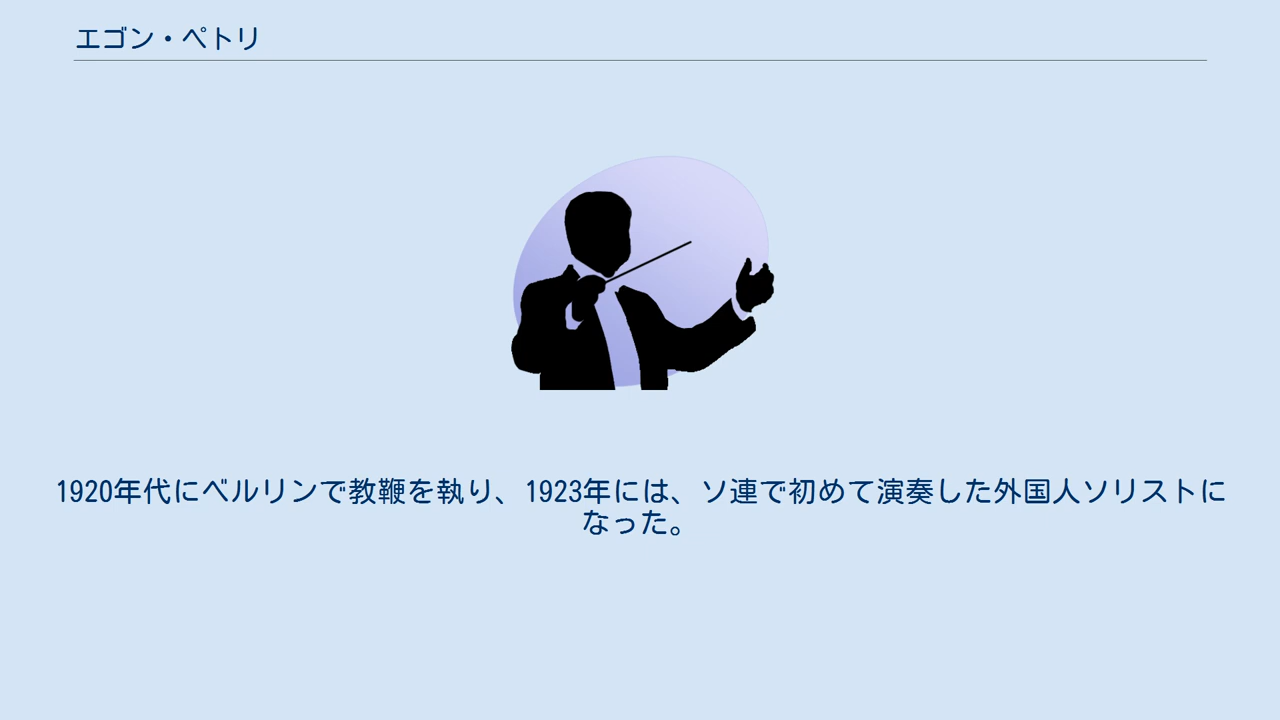 エゴン・ペトリ
1920年代にベルリンで教鞭を執り、1923年には、ソ連で初めて演奏した外国人ソリストに
なった。